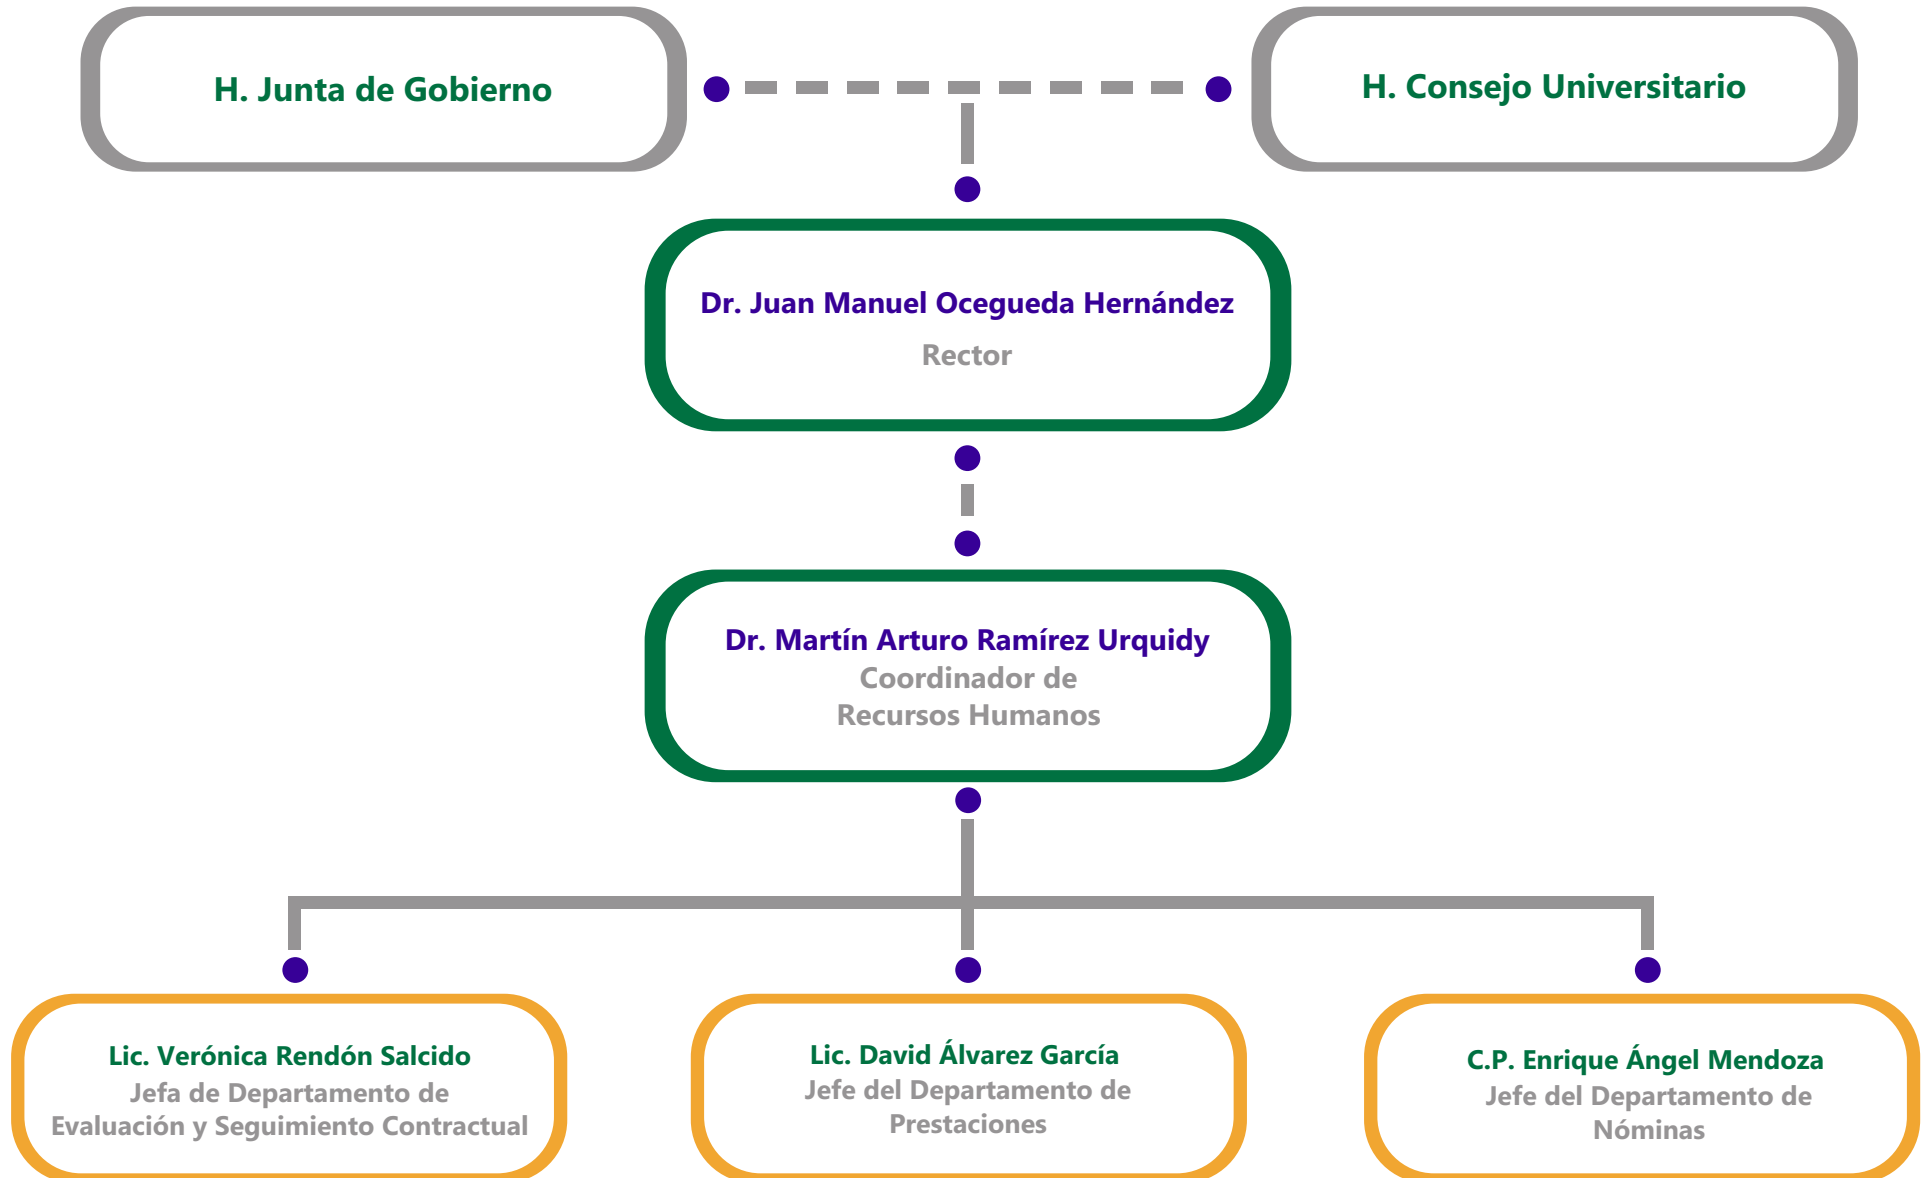 H. Junta de Gobierno
H. Consejo Universitario
Dr. Juan Manuel Ocegueda Hernández
Rector
Dr. Martín Arturo Ramírez Urquidy
Coordinador de
Recursos Humanos
Lic. Verónica Rendón Salcido
Jefa de Departamento de
Evaluación y Seguimiento Contractual
Lic. David Álvarez García
Jefe del Departamento de
Prestaciones
C.P. Enrique Ángel Mendoza
Jefe del Departamento de
Nóminas